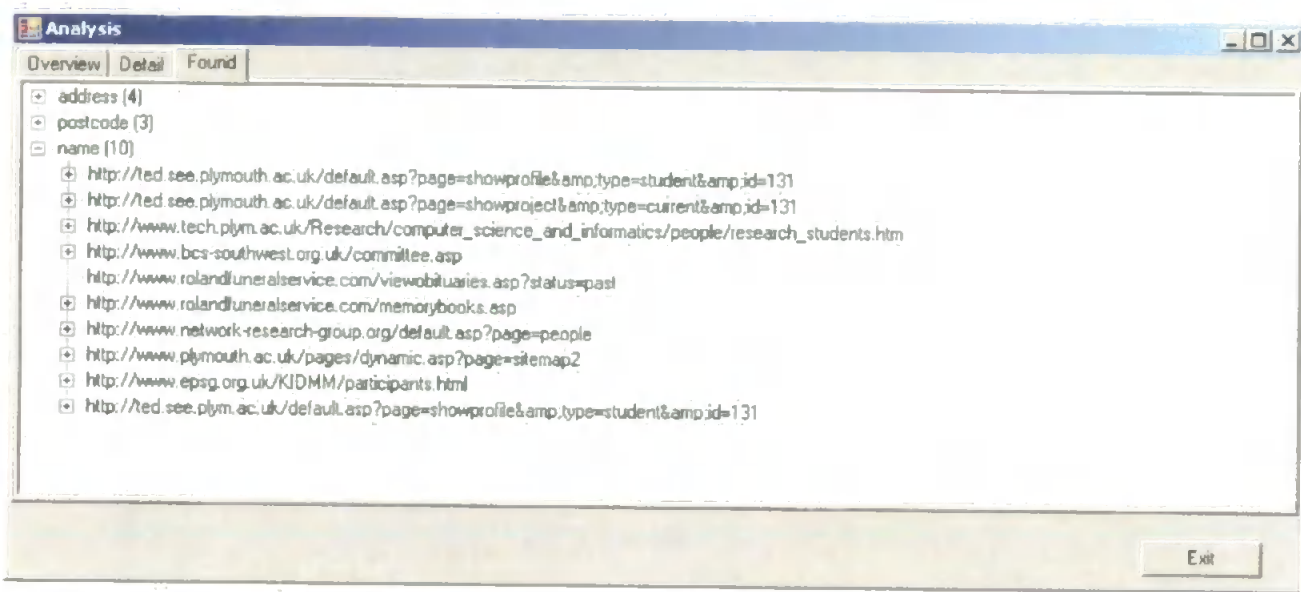 Analysis
Overview Detail Found
address (4)
postcode (3)
name (10)
http://ted.see.plymouth.ac.uk/default.asp?page=showprofile&amp;type=student&amp;id=131
http://ted.see.plymouth.ac.uk/default.asp?page=showproject&amp;type=current&amp;id=131
http://www.tech.plym.ac.uk/Research/computer_science_and_informatics/people/research_students.htm
http://www.bcs-southwest.org.uk/committee.asp
http://www.rolandfuneralservice.com/viewobituaries.asp?status=past
http://www.rolandfuneralservice.com/memorybooks.asp
http://www.network-research-group.org/default.asp?page=people
http://www.plymouth.ac.uk/pages/dynamic.asp?page=sitemap2
http://www.epsg.org.uk/KIDMM/participants.html
http://ted.see.plym.ac.uk/default.asp?page=showprofile&amp;type=student&amp;id=131
Exit